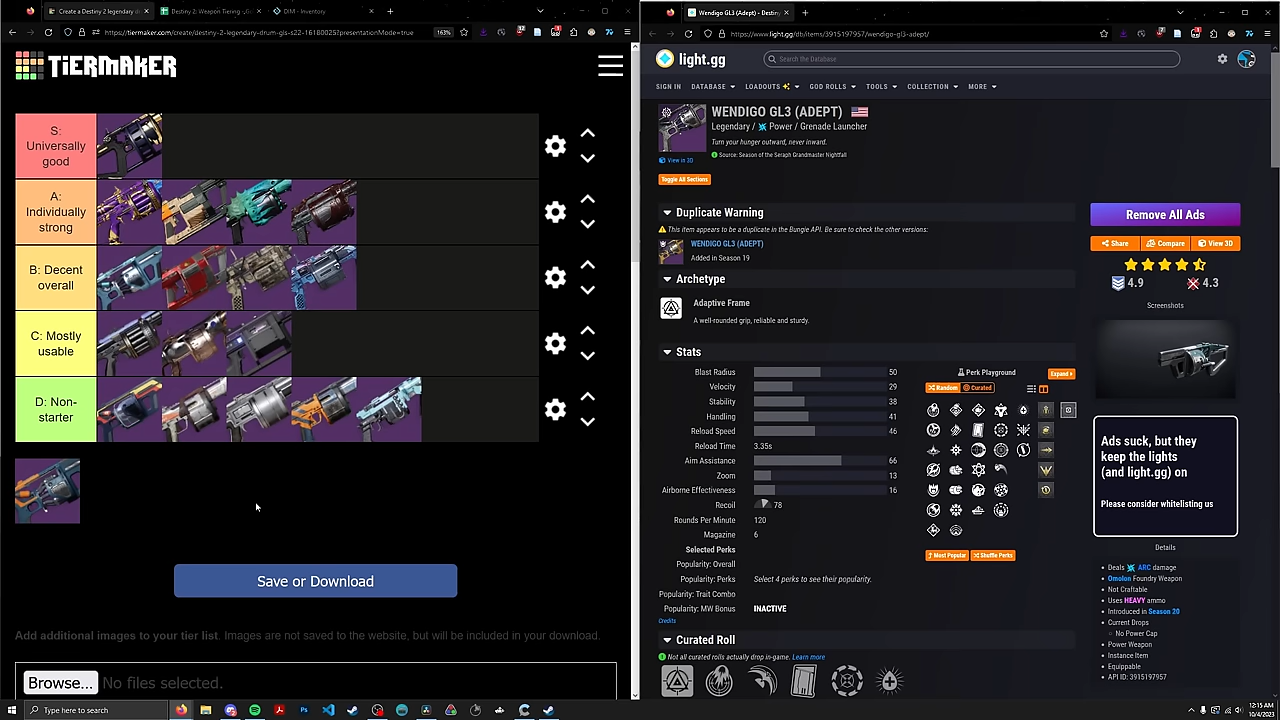 Create a Destiny 2 legendary dr
Destiny 2: Weapon Tiering
DIM - Inventory
https://tiermaker.com/create/destiny-2-legendary-drum-gls-s22-16180025?presentationMode=true
163%
TIERMAKER
S:
Universally
good
A:
Individually
strong
B: Decent
overall
C: Mostly
usable
D: Non-
starter
Save or Download
Add additional images to your tier list. Images are not saved to the website, but will be included in your download.
Browse... No files selected.
Wendigo GL3 (Adept) - Destiny
https://www.light.gg/db/items/3915197957/wendigo-gl3-adept/
light.gg
Search the Database
SIGN IN DATABASE LOADOUTS GOD ROLLS TOOLS COLLECTION MORE
WENDIGO GL3 (ADEPT)
Legendary / Power / Grenade Launcher
Turn your hunger outward, never inward.
View in 3D
Source: Season of the Seraph Grandmaster Nightfall
Toggle All Sections
Duplicate Warning
This item appears to be a duplicate in the Bungie API. Be sure to check the other versions:
WENDIGO GL3 (ADEPT)
Added in Season 19
Archetype
Adaptive Frame
A well-rounded grip, reliable and sturdy.
Stats
Blast Radius 50
Velocity 29
Stability 38
Handling 41
Reload Speed 46
Reload Time 3.35s
Aim Assistance 66
Zoom 13
Airborne Effectiveness 16
Recoil 78
Rounds Per Minute 120
Magazine 6
Selected Perks
Popularity: Overall
Popularity: Perks Select 4 perks to see their popularity.
Popularity: Trait Combo
Popularity: MW Bonus INACTIVE
Credits
Perk Playground Expand
Random Curated
Most Popular Shuffle Perks
Curated Roll
Not all curated rolls actually drop in-game. Learn more
Remove All Ads
Share Compare View 3D
4.9 4.3
Screenshots
Ads suck, but they
keep the lights
(and light.gg) on
Please consider whitelisting us
Details
Deals ARC damage
Omolon Foundry Weapon
Not Craftable
Uses HEAVY ammo
Introduced in Season 20
Current Drops
No Power Cap
Power Weapon
Instance Item
Equippable
API ID: 3915197957
Type here to search
12:15 AM
10/4/2023